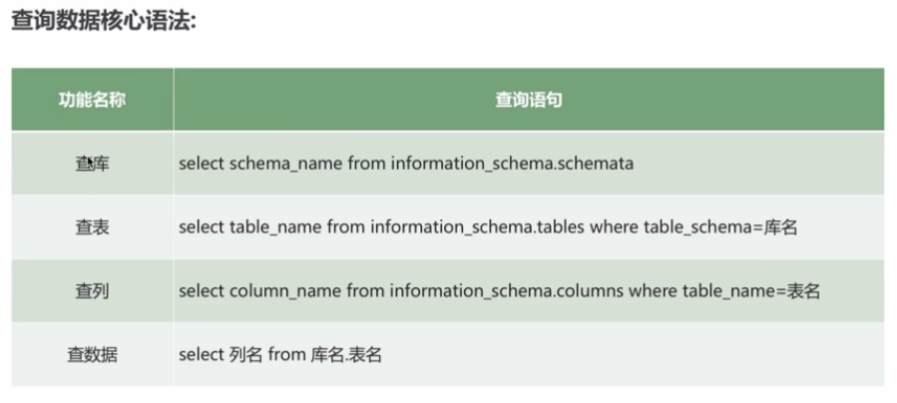 查询数据核心语法:
功能名称 查询语句
查库 select schema_name from information_schema.schemata
查表 select table_name from information_schema.tables where table_schema=库名
查列 select column_name from information_schema.columns where table_name=表名
查数据 select 列名 from 库名.表名